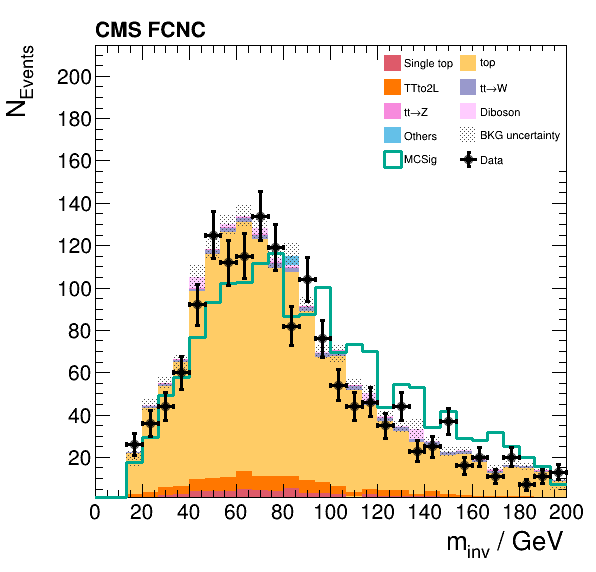 CMS FCNC
N_Events
200
180
160
140
120
100
80
60
40
20
Single top
top
TTto2L
tt→W
tt→Z
Diboson
Others
BKG uncertainty
MCSig
Data
0 20 40 60 80 100 120 140 160 180 200
m_inv / GeV